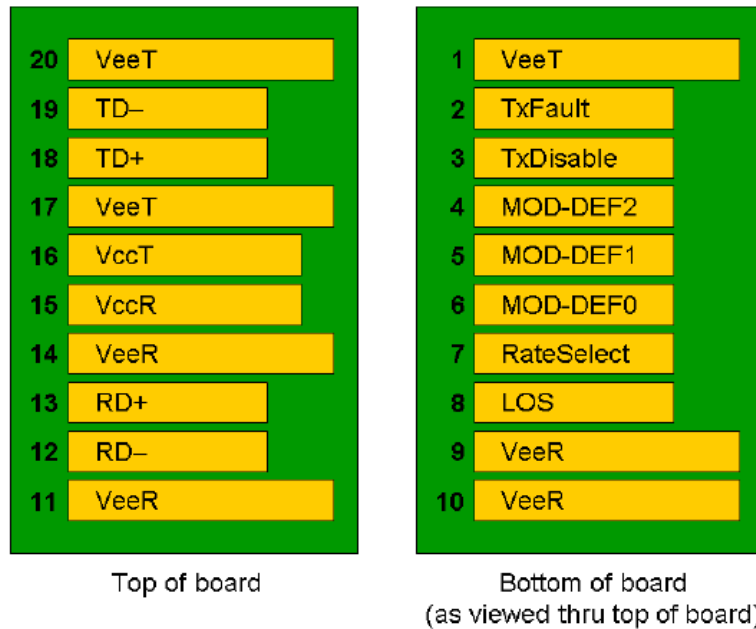 20 VeeT
19 TD–
18 TD+
17 VeeT
16 VccT
15 VccR
14 VeeR
13 RD+
12 RD–
11 VeeR
Top of board
1 VeeT
2 TxFault
3 TxDisable
4 MOD-DEF2
5 MOD-DEF1
6 MOD-DEF0
7 RateSelect
8 LOS
9 VeeR
10 VeeR
Bottom of board
(as viewed thru top of board)